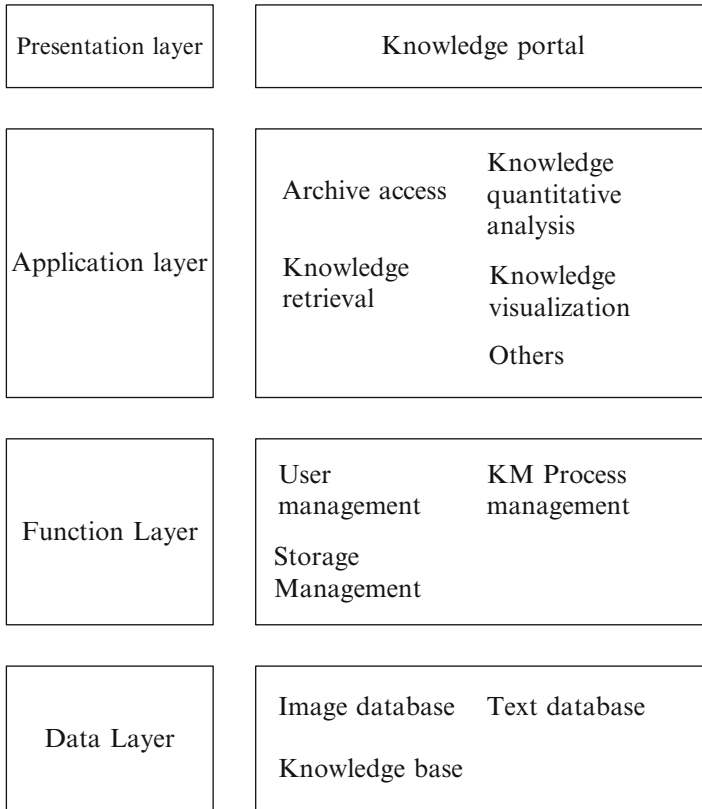 Presentation layer
Knowledge portal
Application layer
Archive access
Knowledge
retrieval
Knowledge
quantitative
analysis
Knowledge
visualization
Others
Function Layer
User
management
Storage
Management
KM Process
management
Data Layer
Image database
Text database
Knowledge base